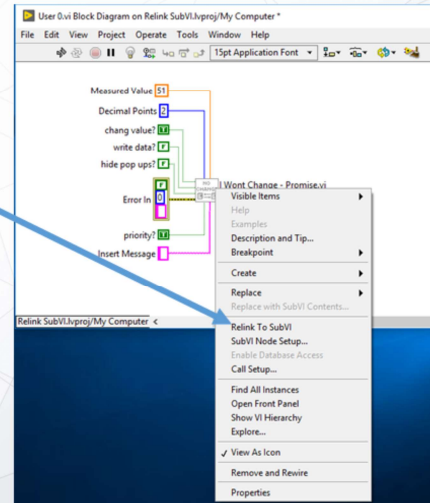 User 0.vi Block Diagram on Relink SubVI.lvproj/My Computer *
File Edit View Project Operate Tools Window Help
15pt Application Font
Measured Value 51
Decimal Points 2
chang value? T
write data? F
hide pop ups? F
NO
CHANGE
I Wont Change - Promise.vi
F
Error In 0
priority? T
Insert Message
Visible Items
Help
Examples
Description and Tip...
Breakpoint
Create
Replace
Replace with SubVI Contents...
Relink To SubVI
SubVI Node Setup...
Enable Database Access
Call Setup...
Find All Instances
Open Front Panel
Show VI Hierarchy
Explore...
View As Icon
Remove and Rewire
Properties
Relink SubVI.lvproj/My Computer